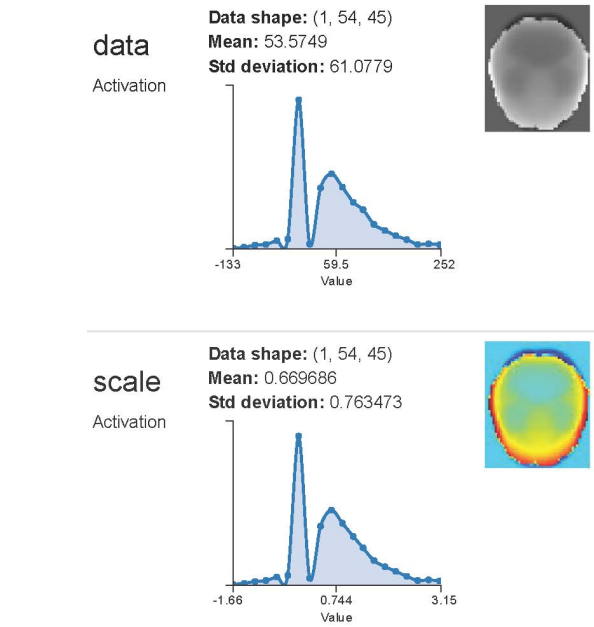 data
Activation
Data shape: (1, 54, 45)
Mean: 53.5749
Std deviation: 61.0779
-133
59.5
252
Value
scale
Activation
Data shape: (1, 54, 45)
Mean: 0.669686
Std deviation: 0.763473
-1.66
0.744
3.15
Value